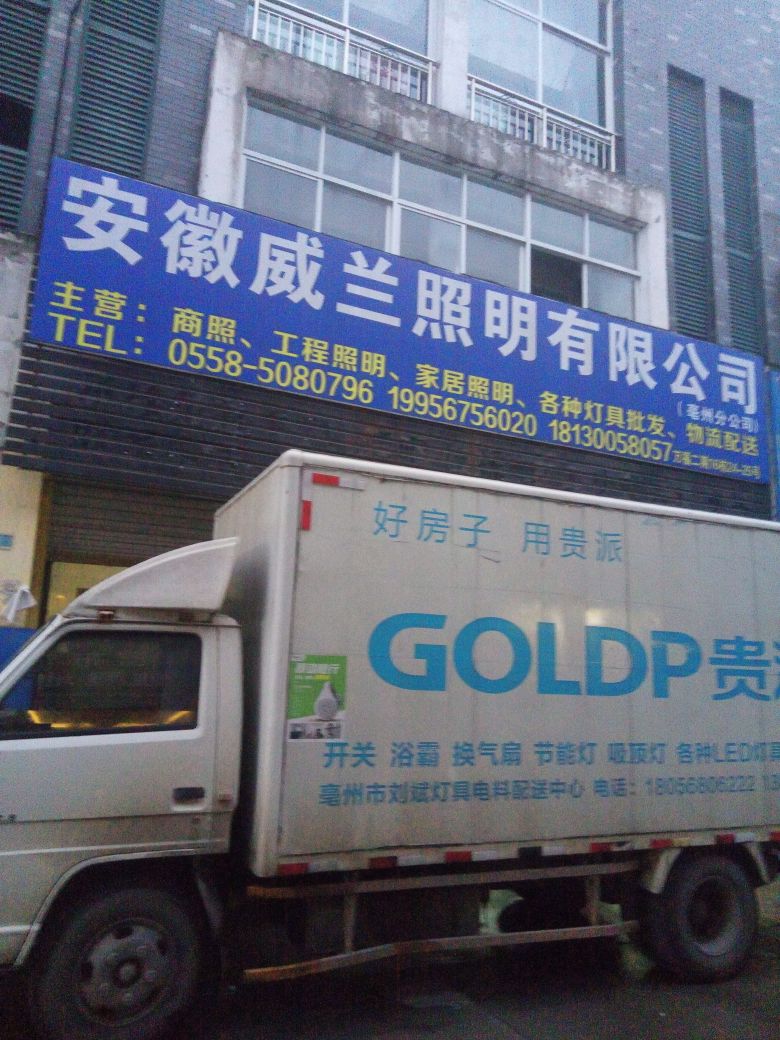 安徽威兰照明有限公司
(亳州分公司)
主营：商照、工程照明、家居照明、各种灯具批发、物流配送
TEL：0558-5080796 19956756020 18130058057
好房子 用贵派
GOLDP贵
开关 浴霸 换气扇 节能灯 吸顶灯 各种LED灯具
亳州市刘斌灯具电料配送中心 电话：18056806222